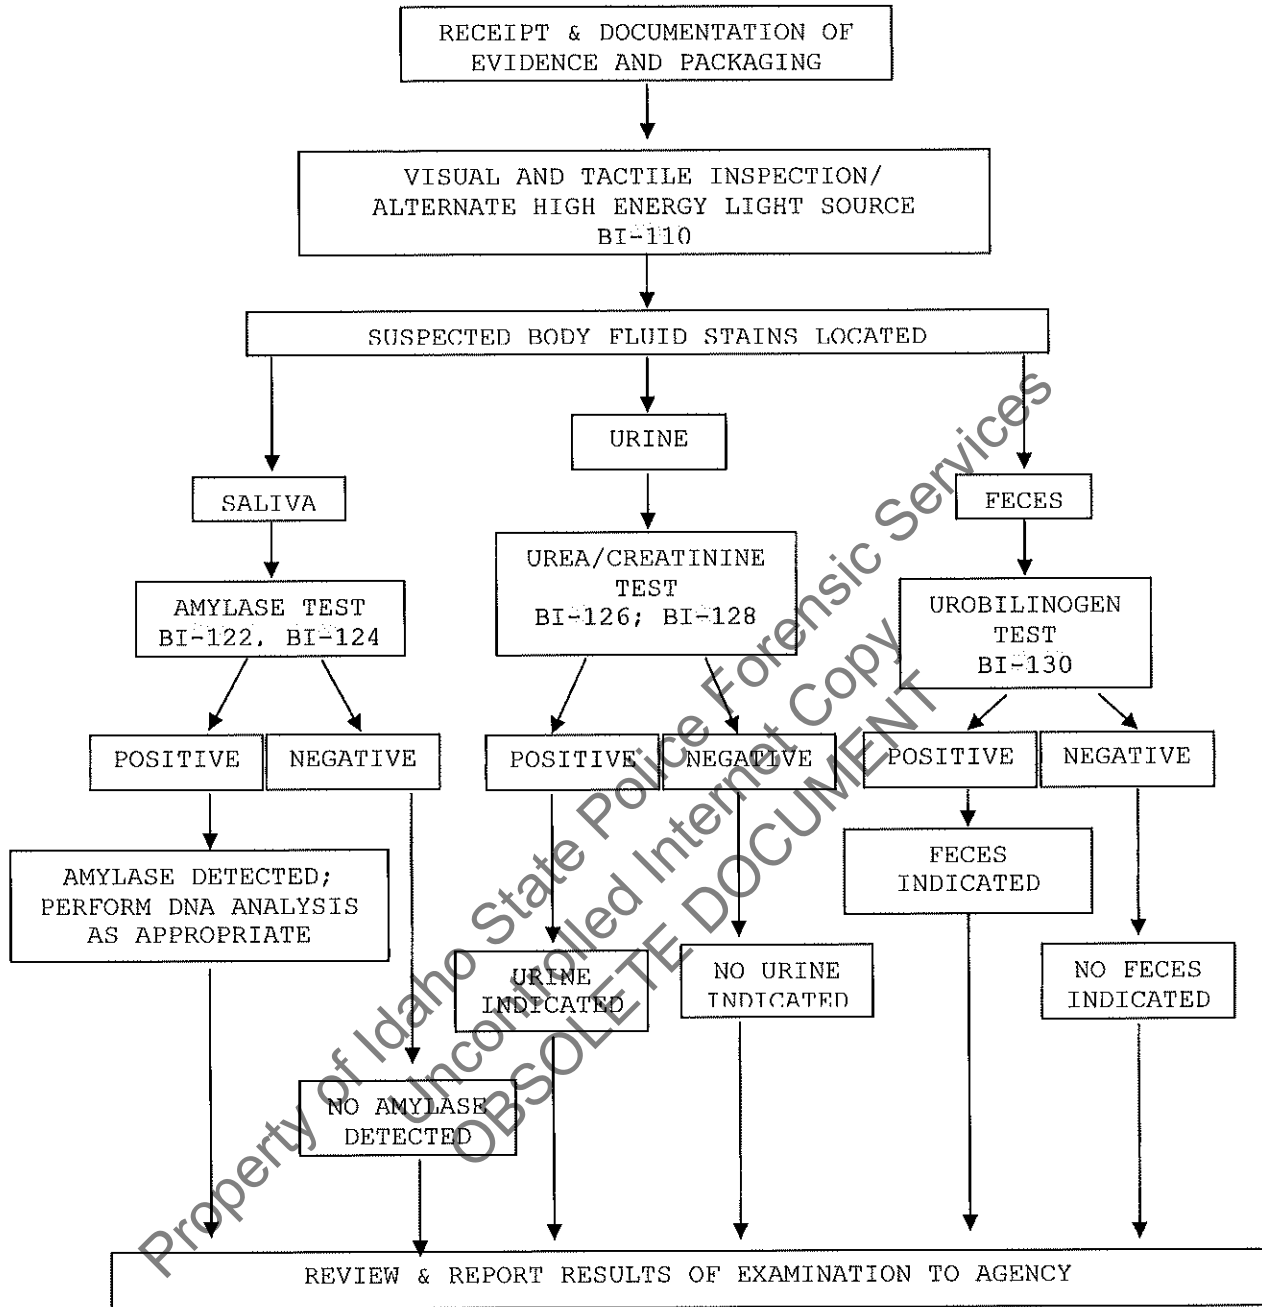 RECEIPT & DOCUMENTATION OF
EVIDENCE AND PACKAGING
VISUAL AND TACTILE INSPECTION/
ALTERNATE HIGH ENERGY LIGHT SOURCE
BI-110
SUSPECTED BODY FLUID STAINS LOCATED
SALIVA
AMYLASE TEST
BI-122, BI-124
POSITIVE
NEGATIVE
AMYLASE DETECTED;
PERFORM DNA ANALYSIS
AS APPROPRIATE
NO AMYLASE
DETECTED
URINE
UREA/CREATININE
TEST
BI-126; BI-128
POSITIVE
NEGATIVE
URINE
INDICATED
NO URINE
INDICATED
FECES
UROBILINOGEN
TEST
BI-130
POSITIVE
NEGATIVE
FECES
INDICATED
NO FECES
INDICATED
REVIEW & REPORT RESULTS OF EXAMINATION TO AGENCY
Property of Idaho State Police Forensic Services
Uncontrolled Internet Copy
OBSOLETE DOCUMENT